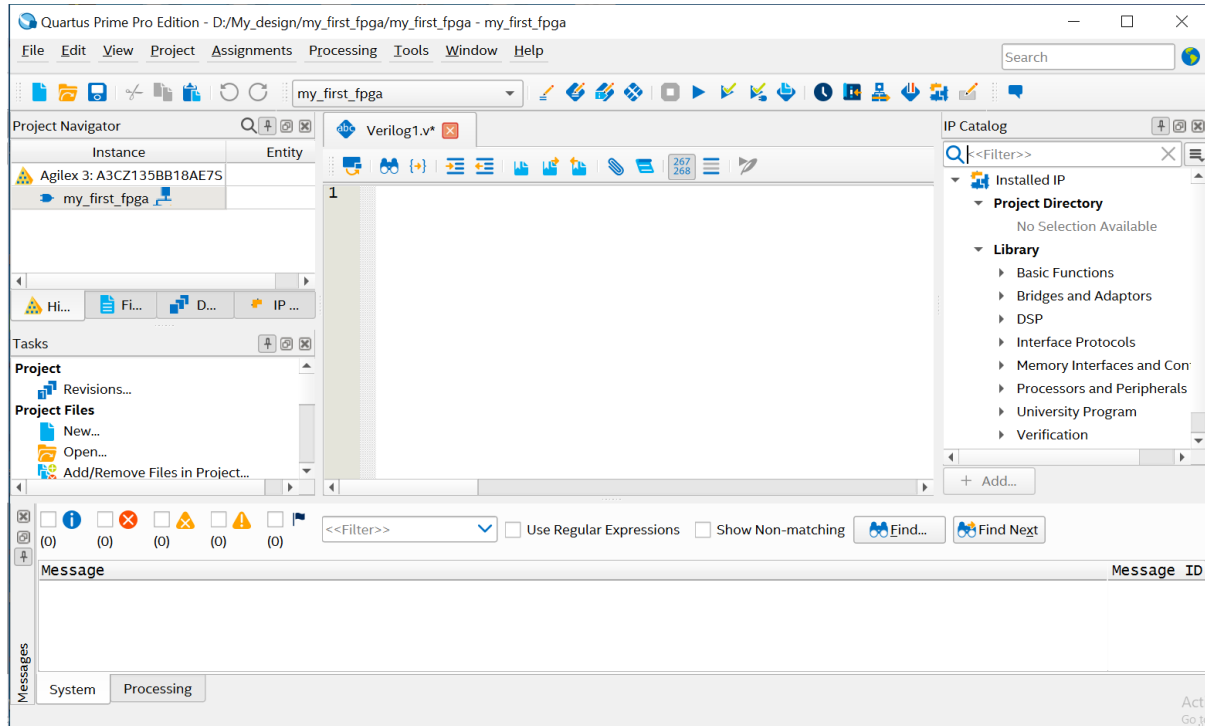 Quartus Prime Pro Edition - D:/My_design/my_first_fpga/my_first_fpga - my_first_fpga
File Edit View Project Assignments Processing Tools Window Help
Search
my_first_fpga
Project Navigator
Instance Entity
Agilex 3: A3CZ135BB18AE7S
my_first_fpga
Hi... Fi... D... IP ...
Tasks
Project
Revisions...
Project Files
New...
Open...
Add/Remove Files in Project...
abc Verilog1.v*
267
268
1
IP Catalog
<<Filter>>
Installed IP
Project Directory
No Selection Available
Library
Basic Functions
Bridges and Adaptors
DSP
Interface Protocols
Memory Interfaces and Con
Processors and Peripherals
University Program
Verification
+ Add...
(0) (0) (0) (0) (0)
<<Filter>> Use Regular Expressions Show Non-matching Find... Find Next
Message Message ID
Messages
System Processing
Act
Go to